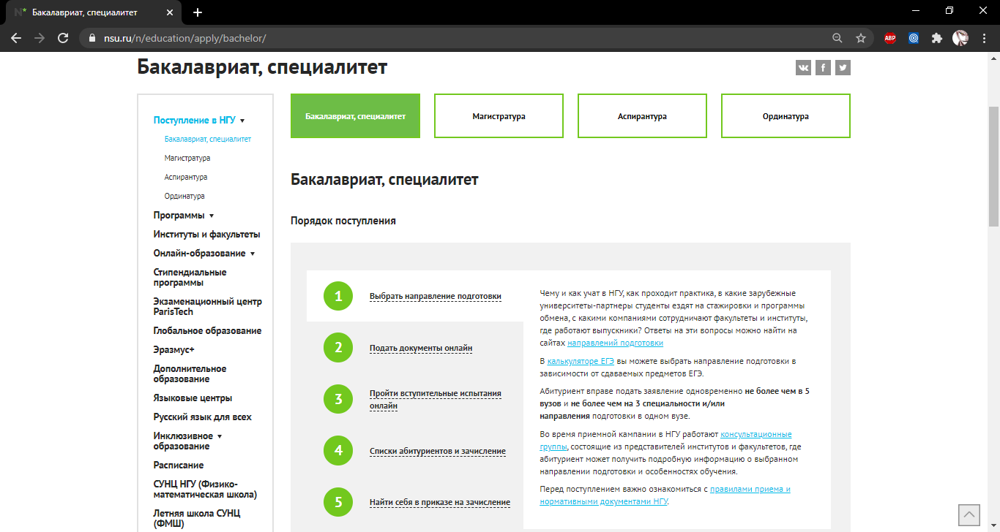 Бакалавриат, специалитет
nsu.ru/n/education/apply/bachelor/
ABP
Бакалавриат, специалитет
Поступление в НГУ
Бакалавриат, специалитет
Магистратура
Аспирантура
Ординатура
Программы
Институты и факультеты
Онлайн-образование
Стипендиальные
программы
Экзаменационный центр
ParisTech
Глобальное образование
Эразмус+
Дополнительное
образование
Языковые центры
Русский язык для всех
Инклюзивное
образование
Расписание
СУНЦ НГУ (Физико-
математическая школа)
Летняя школа СУНЦ
(ФМШ)
Бакалавриат, специалитет
Магистратура
Аспирантура
Ординатура
Бакалавриат, специалитет
Порядок поступления
1 Выбрать направление подготовки
2 Подать документы онлайн
3 Пройти вступительные испытания
онлайн
4 Списки абитуриентов и зачисление
5 Найти себя в приказе на зачисление
Чему и как учат в НГУ, как проходит практика, в какие зарубежные
университеты-партнеры студенты ездят на стажировки и программы
обмена, с какими компаниями сотрудничают факультеты и институты,
где работают выпускники? Ответы на эти вопросы можно найти на
сайтах направлений подготовки
В калькуляторе ЕГЭ вы можете выбрать направление подготовки в
зависимости от сдаваемых предметов ЕГЭ.
Абитуриент вправе подать заявление одновременно не более чем в 5
вузов и не более чем на 3 специальности и/или
направления подготовки в одном вузе.
Во время приемной кампании в НГУ работают консультационные
группы, состоящие из представителей институтов и факультетов, где
абитуриент может получить подробную информацию о выбранном
направлении подготовки и особенностях обучения.
Перед поступлением важно ознакомиться с правилами приема и
нормативными документами НГУ.